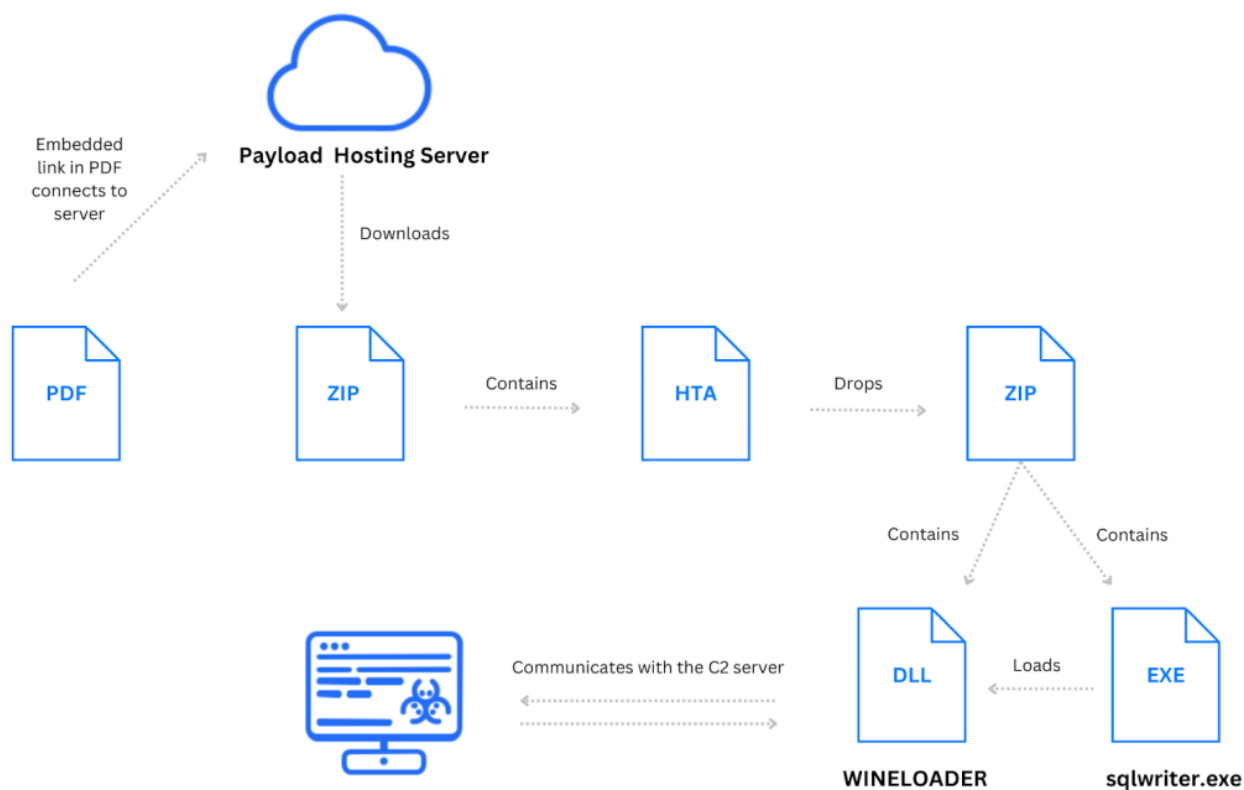 Embedded
link in PDF
connects to
server
Payload Hosting Server
Downloads
PDF
ZIP
Contains
HTA
Drops
ZIP
Contains
Contains
Communicates with the C2 server
DLL
Loads
EXE
WINELOADER
sqlwriter.exe